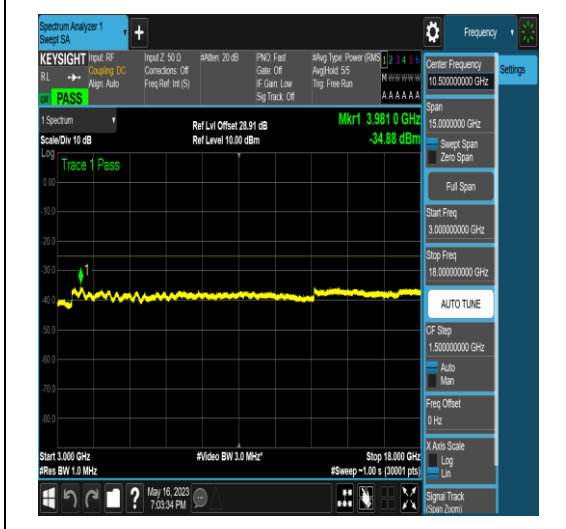 Spectrum Analyzer 1
Swept SA
+
Frequency
KEYSIGHT
RL
PASS
Input: RF
Coupling: DC
Align: Auto
Input Z: 50 Ω
Corrections: Off
Freq Ref: Int (S)
#Atten: 20 dB
PNO: Fast
Gate: Off
IF Gain: Low
Sig Track: Off
#Avg Type: Power (RMS
Avg|Hold: 5/5
Trig: Free Run
1 2 3 4 5 6
M W W W W W
A A A A A A
1 Spectrum
Scale/Div 10 dB
Ref Lvl Offset 28.91 dB
Ref Level 10.00 dBm
Mkr1 3.981 0 GHz
-34.88 dBm
Log
Trace 1 Pass
0.00
-10.0
-20.0
-30.0
1
-40.0
-50.0
-60.0
-70.0
-80.0
Start 3.000 GHz
#Res BW 1.0 MHz
#Video BW 3.0 MHz*
Stop 18.000 GHz
#Sweep ~1.00 s (30001 pts)
Center Frequency
10.500000000 GHz
Settings
Span
15.0000000 GHz
Swept Span
Zero Span
Full Span
Start Freq
3.000000000 GHz
Stop Freq
18.000000000 GHz
AUTO TUNE
CF Step
1.500000000 GHz
Auto
Man
Freq Offset
0 Hz
X Axis Scale
Log
Lin
Signal Track
(Span Zoom)
?
May 16, 2023
7:03:34 PM